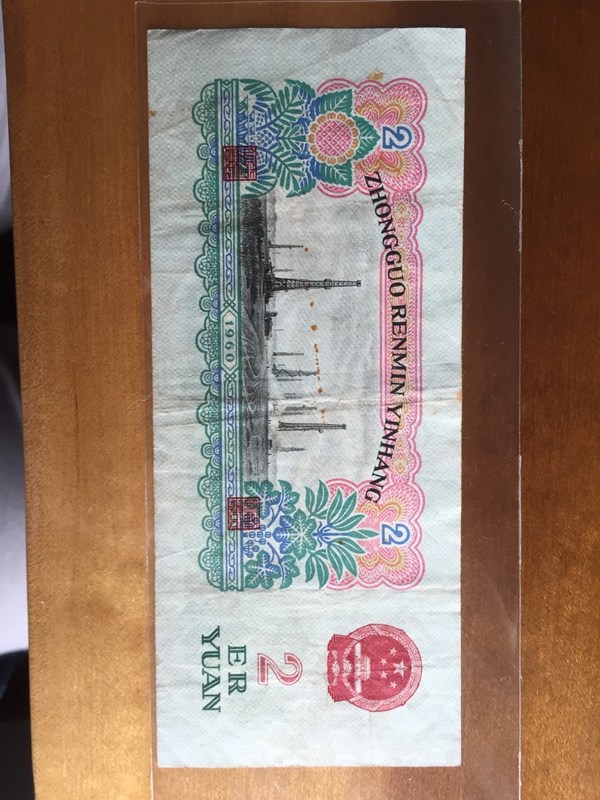 ZHONGGUO RENMIN YINHANG
2
2
1960
2
ER
YUAN